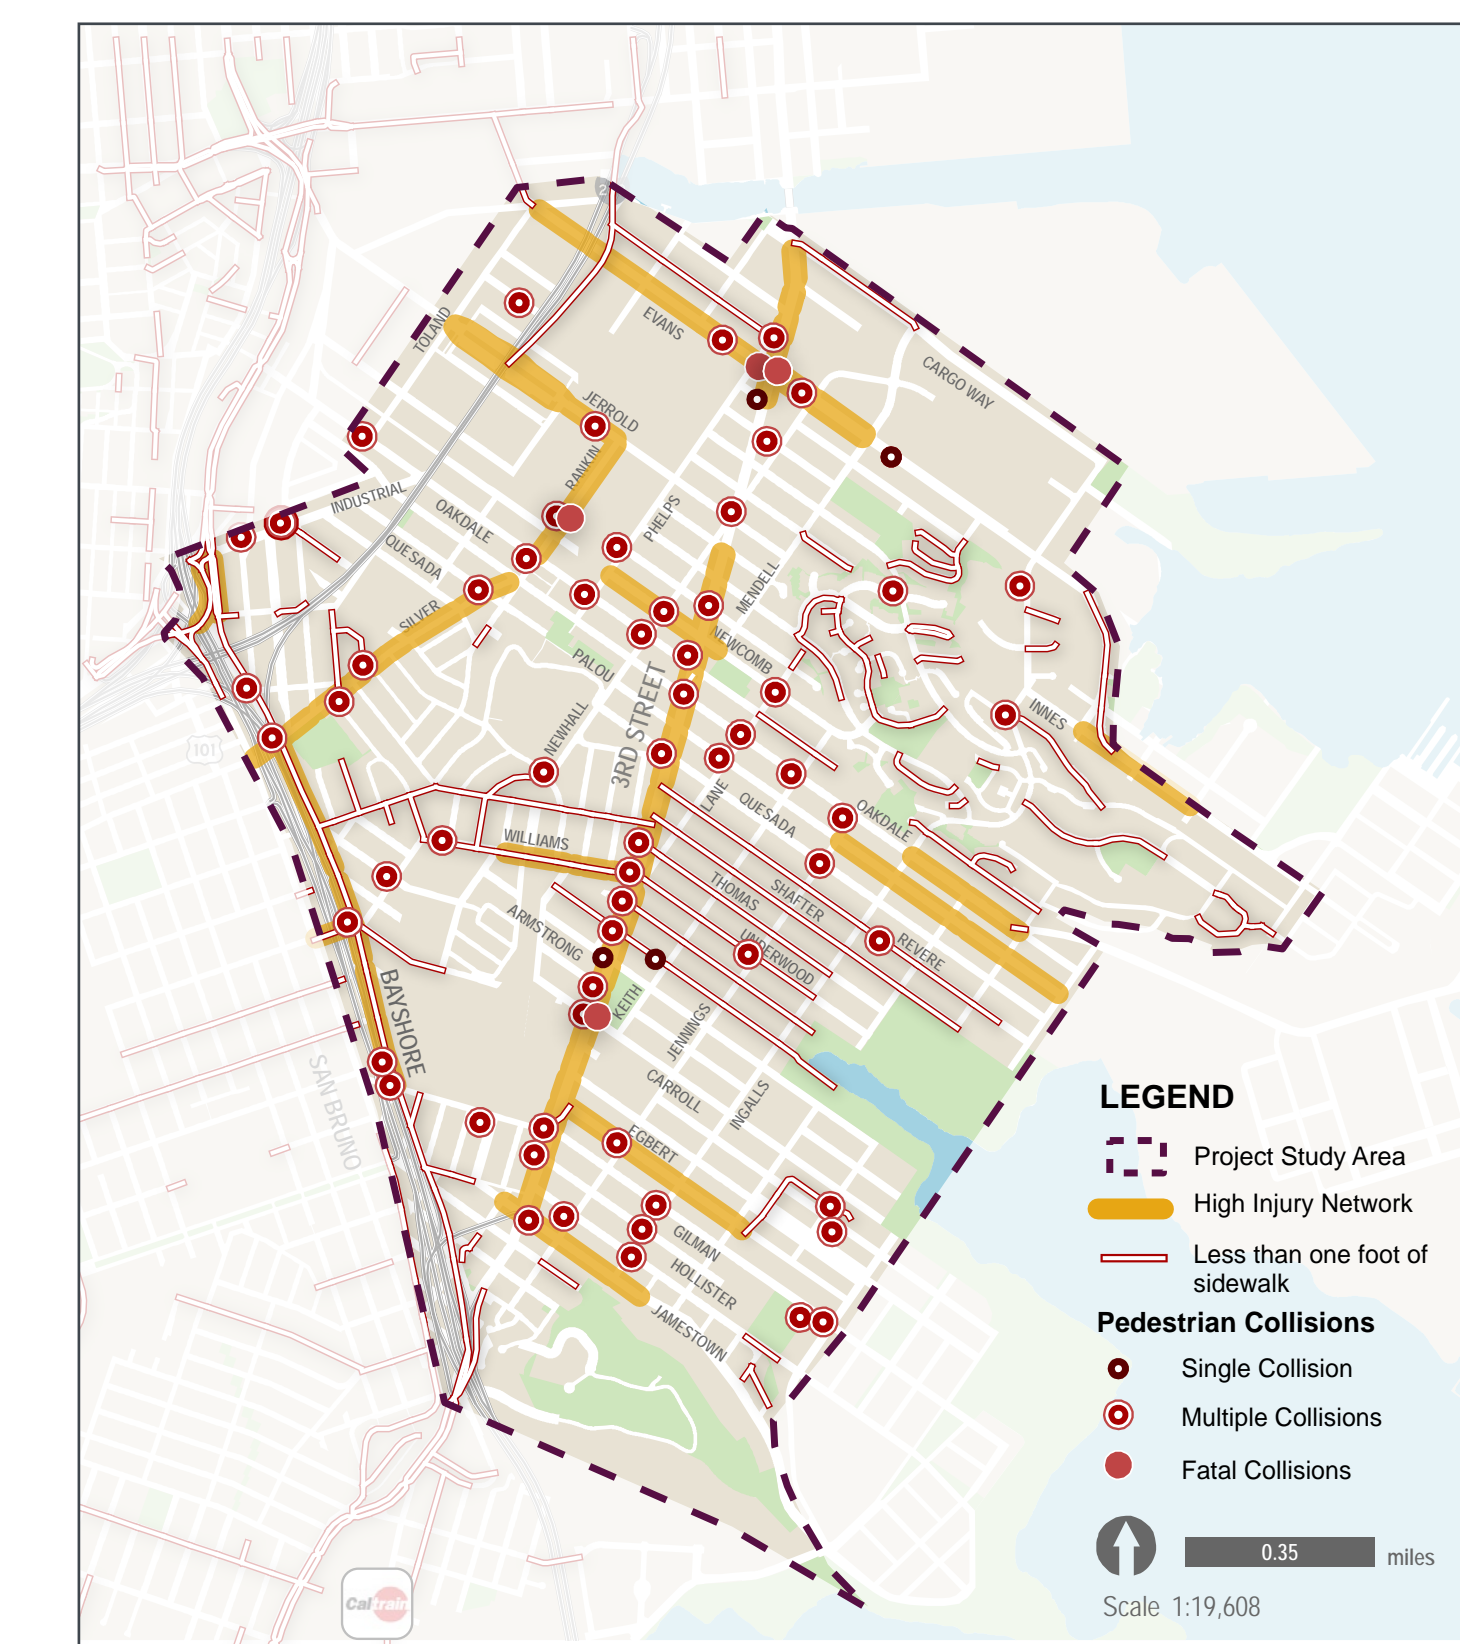 2
EVANS
TOLAND
CARGO WAY
JERROLD
RANKIN
INDUSTRIAL
OAKDALE
PHELPS
QUESADA
MENDELL
SILVER
NEWCOMB
PALOU
3RD STREET
NEWHALL
INNES
101
LANE
QUESADA
OAKDALE
WILLIAMS
THOMAS
SHAFTER
ARMSTRONG
UNDERWOOD
REVERE
BAYSHORE
KEITH
JENNINGS
SAN BRUNO
CARROLL
INGALLS
EGBERT
GILMAN
HOLLISTER
JAMESTOWN
Caltrain
LEGEND
Project Study Area
High Injury Network
Less than one foot of
sidewalk
Pedestrian Collisions
Single Collision
Multiple Collisions
Fatal Collisions
0.35
miles
Scale 1:19,608